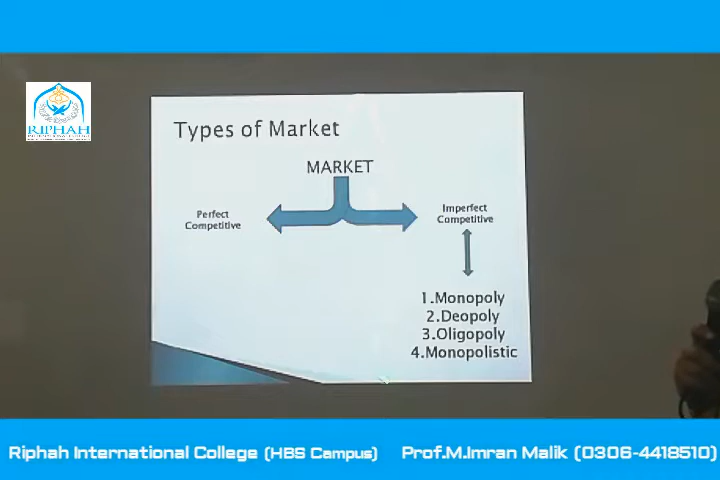 RIPHAH
Types of Market
MARKET
Perfect
Competitive
Imperfect
Competitive
1.Monopoly
2.Deopoly
3.Oligopoly
4.Monopolistic
Riphah International College (HBS Campus) Prof.M.Imran Malik (0306-4418510)